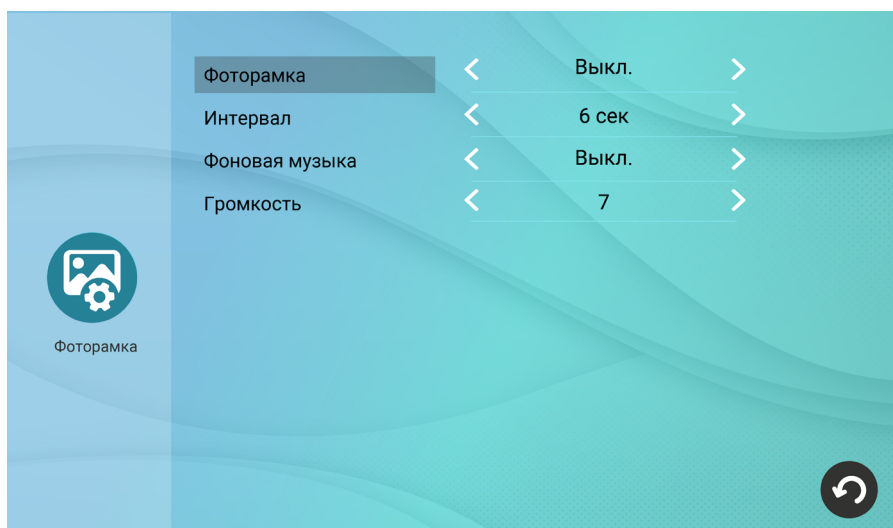 Фоторамка Выкл.
Интервал 6 сек
Фоновая музыка Выкл.
Громкость 7
Фоторамка